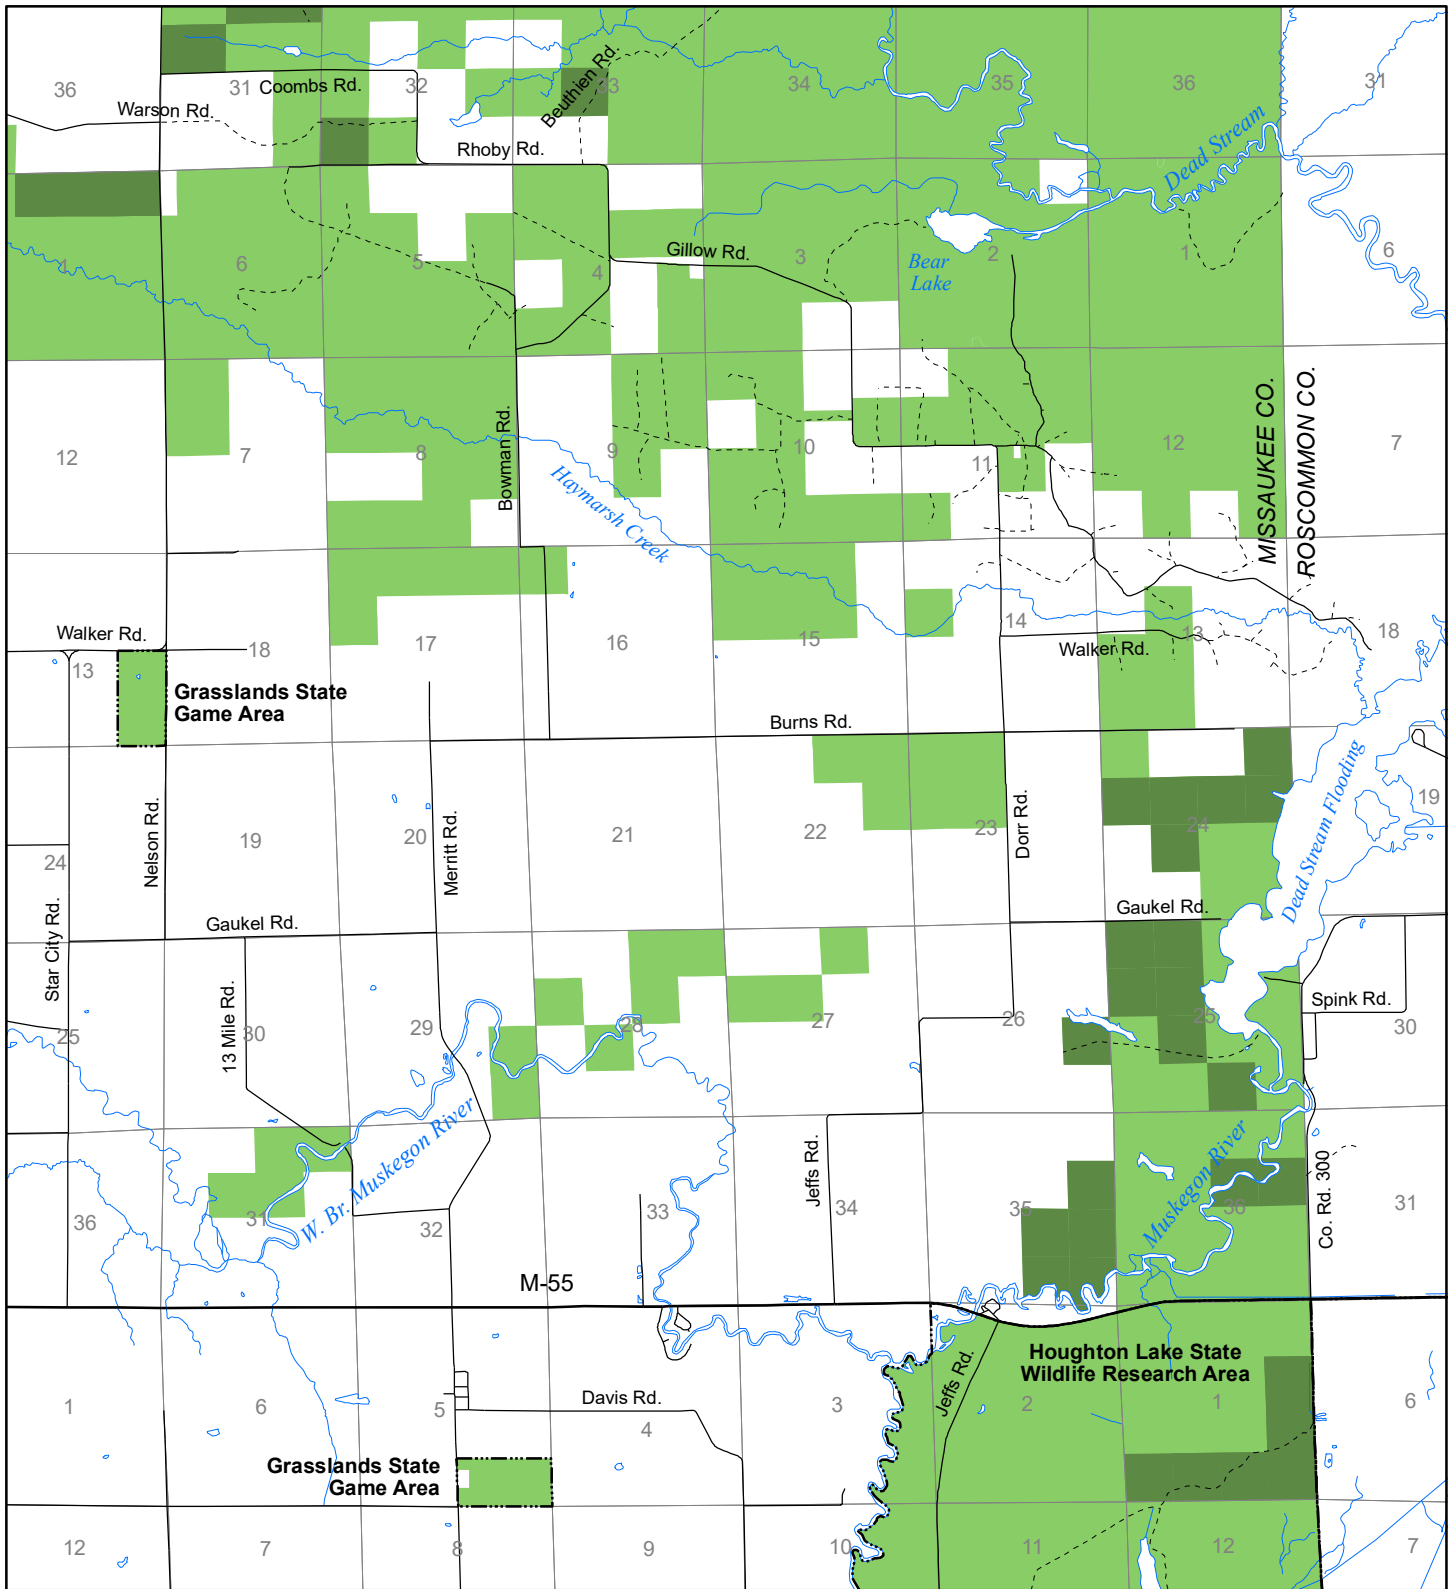 36
31
Coombs Rd.
32
Beuthien Rd.
33
34
35
36
31
Warson Rd.
Rhoby Rd.
Dead Stream
1
6
5
4
Gillow Rd.
3
Bear
Lake
2
1
6
12
7
8
Bowman Rd.
9
10
11
12
MISSAUKEE CO.
ROSCOMMON CO.
7
Haymarsh Creek
Walker Rd.
13
18
17
16
15
14
Walker Rd.
13
18
Grasslands State
Game Area
Burns Rd.
Nelson Rd.
19
20
Merritt Rd.
21
22
23
Dorr Rd.
24
Dead Stream Flooding
19
24
Star City Rd.
Gaukel Rd.
Gaukel Rd.
25
13 Mile Rd.
30
29
28
27
26
25
Spink Rd.
30
W. Br. Muskegon River
Muskegon River
36
31
32
33
Jeffs Rd.
34
35
36
Co. Rd. 300
31
M-55
Houghton Lake State
Wildlife Research Area
1
6
5
Davis Rd.
4
3
Jeffs Rd.
2
1
6
Grasslands State
Game Area
12
7
8
9
10
11
12
7